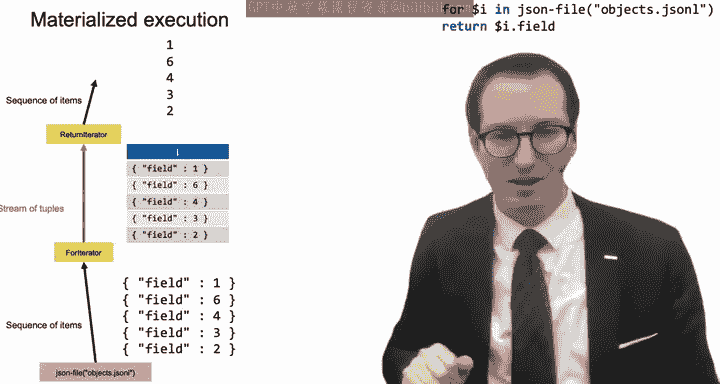 Materialized execution
for $i in json-file("objects.jsonl")
return $i.field
1
6
4
3
2
Sequence of items
ReturnIterator
i
{ "field" : 1 }
{ "field" : 6 }
{ "field" : 4 }
{ "field" : 3 }
{ "field" : 2 }
Stream of tuples
ForIterator
{ "field" : 1 }
{ "field" : 6 }
{ "field" : 4 }
{ "field" : 3 }
{ "field" : 2 }
Sequence of items
json-file("objects.jsonl")